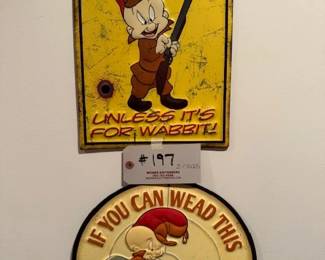 UNLESS IT'S
FOR WABBIT!
#197
IF YOU CAN WEAD THIS